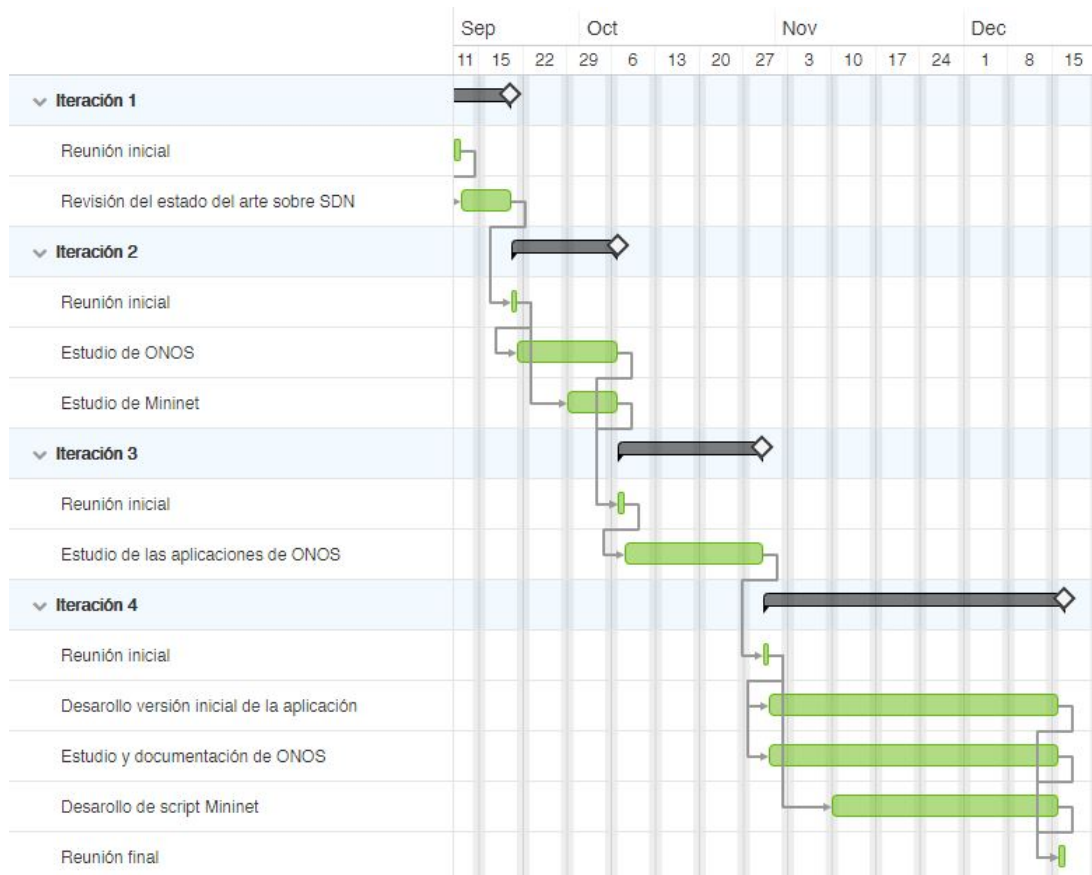 Sep Oct Nov Dec
11 15 22 29 6 13 20 27 3 10 17 24 1 8 15
Iteración 1
Reunión inicial
Revisión del estado del arte sobre SDN
Iteración 2
Reunión inicial
Estudio de ONOS
Estudio de Mininet
Iteración 3
Reunión inicial
Estudio de las aplicaciones de ONOS
Iteración 4
Reunión inicial
Desarollo versión inicial de la aplicación
Estudio y documentación de ONOS
Desarollo de script Mininet
Reunión final